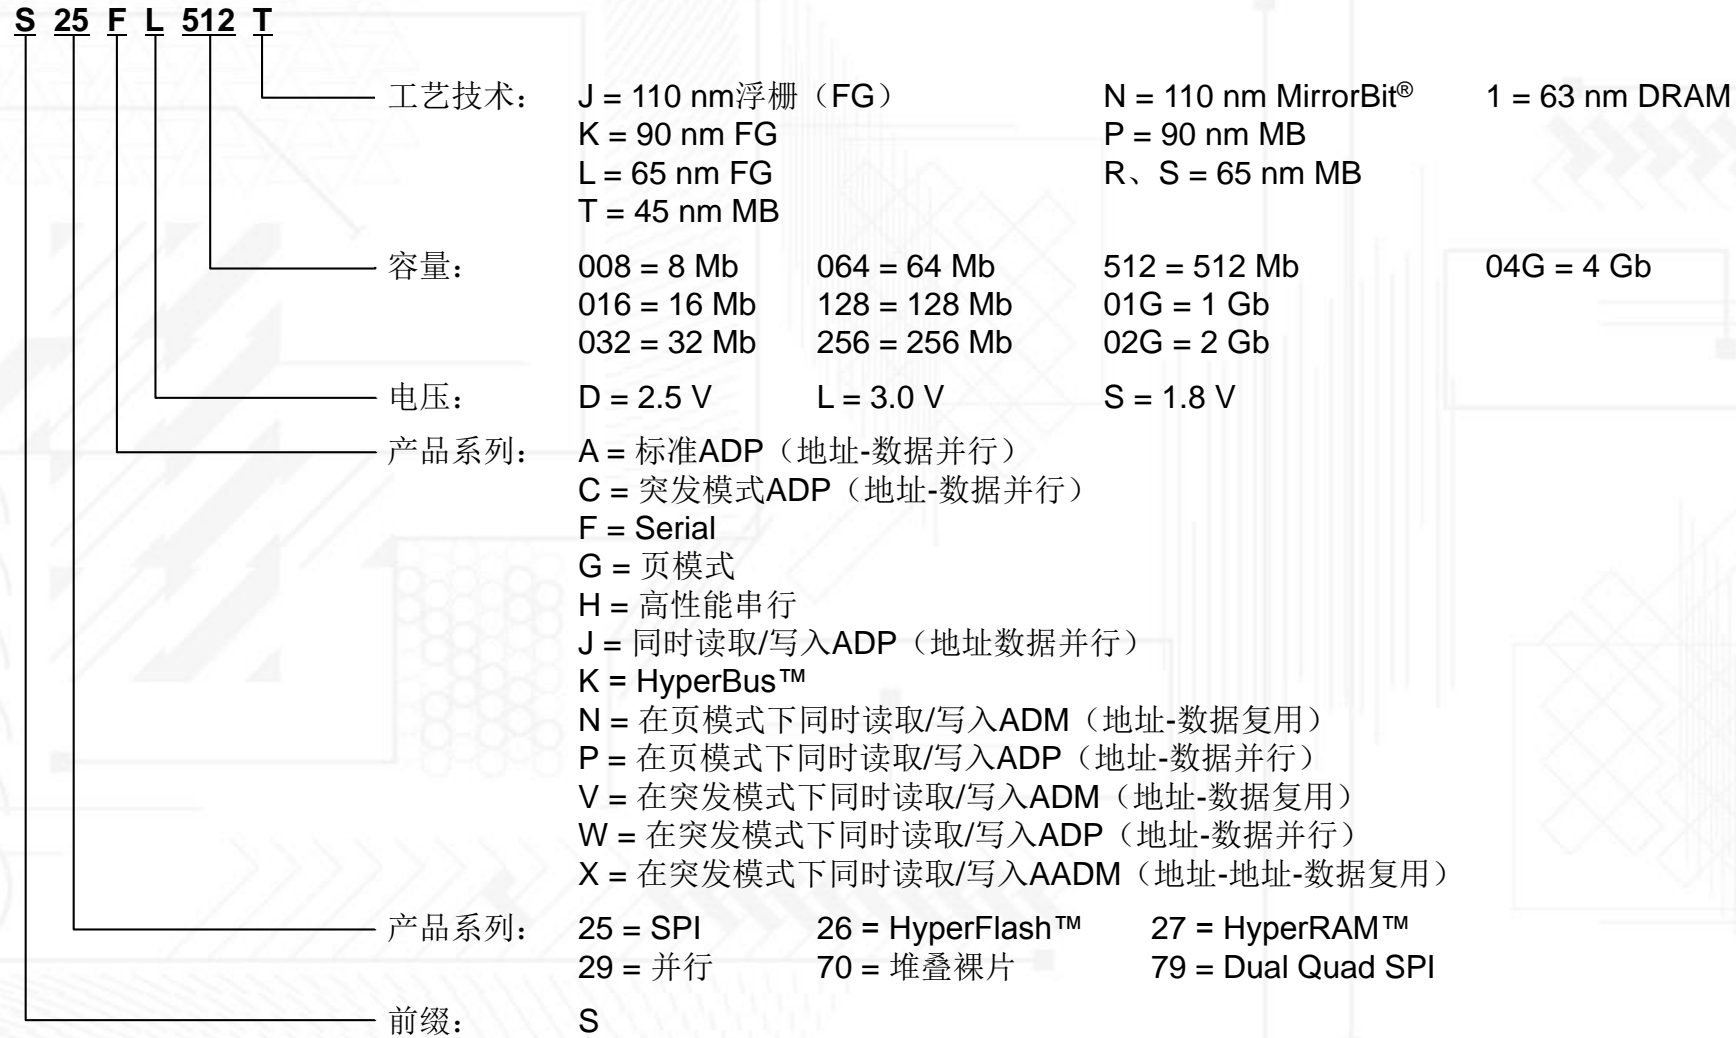 S 25 F L 512 T
工艺技术： J = 110 nm浮栅（FG） N = 110 nm MirrorBit® 1 = 63 nm DRAM
K = 90 nm FG P = 90 nm MB
L = 65 nm FG R、S = 65 nm MB
T = 45 nm MB
容量： 008 = 8 Mb 064 = 64 Mb 512 = 512 Mb 04G = 4 Gb
016 = 16 Mb 128 = 128 Mb 01G = 1 Gb
032 = 32 Mb 256 = 256 Mb 02G = 2 Gb
电压： D = 2.5 V L = 3.0 V S = 1.8 V
产品系列： A = 标准ADP（地址-数据并行）
C = 突发模式ADP（地址-数据并行）
F = Serial
G = 页模式
H = 高性能串行
J = 同时读取/写入ADP（地址数据并行）
K = HyperBus™
N = 在页模式下同时读取/写入ADM（地址-数据复用）
P = 在页模式下同时读取/写入ADP（地址-数据并行）
V = 在突发模式下同时读取/写入ADM（地址-数据复用）
W = 在突发模式下同时读取/写入ADP（地址-数据并行）
X = 在突发模式下同时读取/写入AADM（地址-地址-数据复用）
产品系列： 25 = SPI 26 = HyperFlash™ 27 = HyperRAM™
29 = 并行 70 = 堆叠裸片 79 = Dual Quad SPI
前缀： S